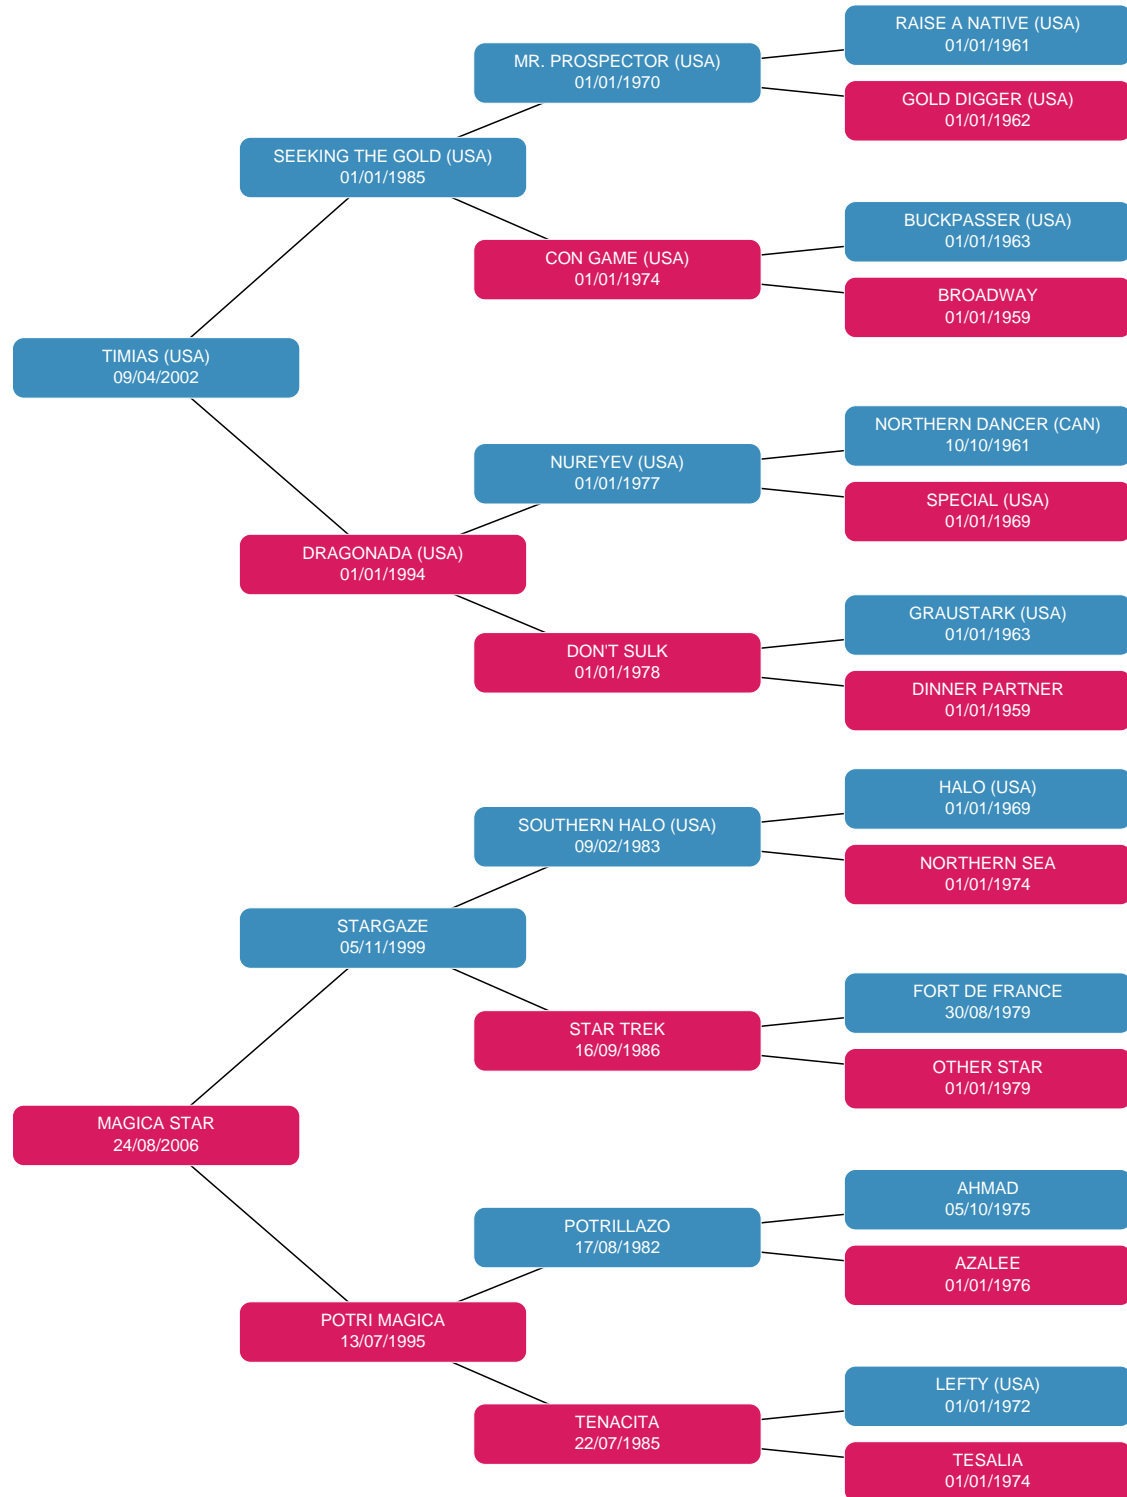 RAISE A NATIVE (USA)
01/01/1961
MR. PROSPECTOR (USA)
01/01/1970
GOLD DIGGER (USA)
01/01/1962
SEEKING THE GOLD (USA)
01/01/1985
BUCKPASSER (USA)
01/01/1963
CON GAME (USA)
01/01/1974
BROADWAY
01/01/1959
TIMIAS (USA)
09/04/2002
NORTHERN DANCER (CAN)
10/10/1961
NUREYEV (USA)
01/01/1977
SPECIAL (USA)
01/01/1969
DRAGONADA (USA)
01/01/1994
GRAUSTARK (USA)
01/01/1963
DON'T SULK
01/01/1978
DINNER PARTNER
01/01/1959
HALO (USA)
01/01/1969
SOUTHERN HALO (USA)
09/02/1983
NORTHERN SEA
01/01/1974
STARGAZE
05/11/1999
FORT DE FRANCE
30/08/1979
STAR TREK
16/09/1986
OTHER STAR
01/01/1979
MAGICA STAR
24/08/2006
AHMAD
05/10/1975
POTRILLAZO
17/08/1982
AZALEE
01/01/1976
POTRI MAGICA
13/07/1995
LEFTY (USA)
01/01/1972
TENACITA
22/07/1985
TESALIA
01/01/1974